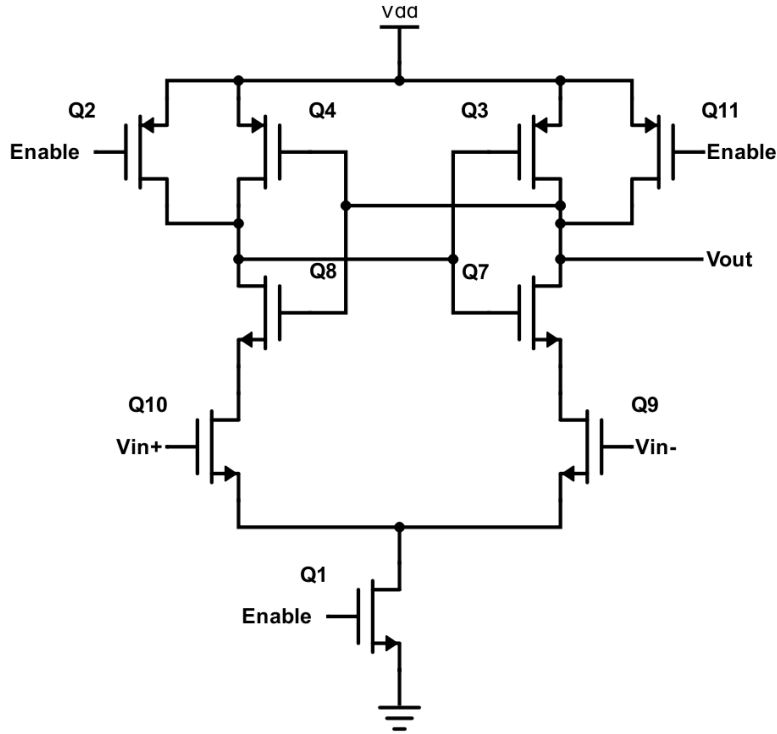 Vdd
Q2 Q4 Q3 Q11
Enable Enable
Q8 Q7 Vout
Q10 Q9
Vin+ Vin-
Q1
Enable